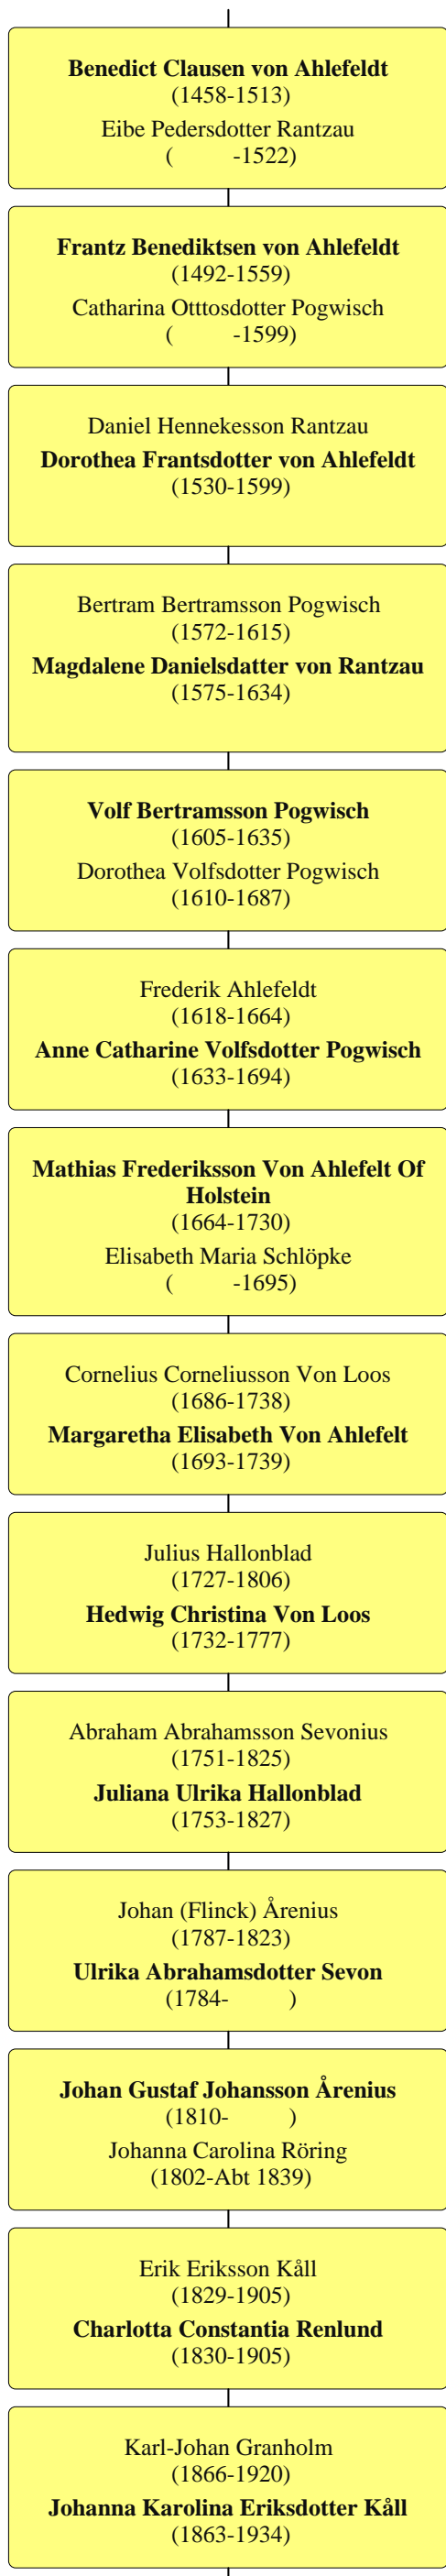 Benedict Clausen von Ahlefeldt
(1458-1513)
Eibe Pedersdotter Rantzau
( -1522)
Frantz Benediktsen von Ahlefeldt
(1492-1559)
Catharina Otttosdotter Pogwisch
( -1599)
Daniel Hennekesson Rantzau
Dorothea Frantsdotter von Ahlefeldt
(1530-1599)
Bertram Bertramsson Pogwisch
(1572-1615)
Magdalene Danielsdatter von Rantzau
(1575-1634)
Volf Bertramsson Pogwisch
(1605-1635)
Dorothea Volfsdotter Pogwisch
(1610-1687)
Frederik Ahlefeldt
(1618-1664)
Anne Catharine Volfsdotter Pogwisch
(1633-1694)
Mathias Frederiksson Von Ahlefelt Of
Holstein
(1664-1730)
Elisabeth Maria Schlöpke
( -1695)
Cornelius Corneliusson Von Loos
(1686-1738)
Margaretha Elisabeth Von Ahlefelt
(1693-1739)
Julius Hallonblad
(1727-1806)
Hedwig Christina Von Loos
(1732-1777)
Abraham Abrahamsson Sevonius
(1751-1825)
Juliana Ulrika Hallonblad
(1753-1827)
Johan (Flinck) Årenius
(1787-1823)
Ulrika Abrahamsdotter Sevon
(1784- )
Johan Gustaf Johansson Årenius
(1810- )
Johanna Carolina Röring
(1802-Abt 1839)
Erik Eriksson Kåll
(1829-1905)
Charlotta Constantia Renlund
(1830-1905)
Karl-Johan Granholm
(1866-1920)
Johanna Karolina Eriksdotter Kåll
(1863-1934)